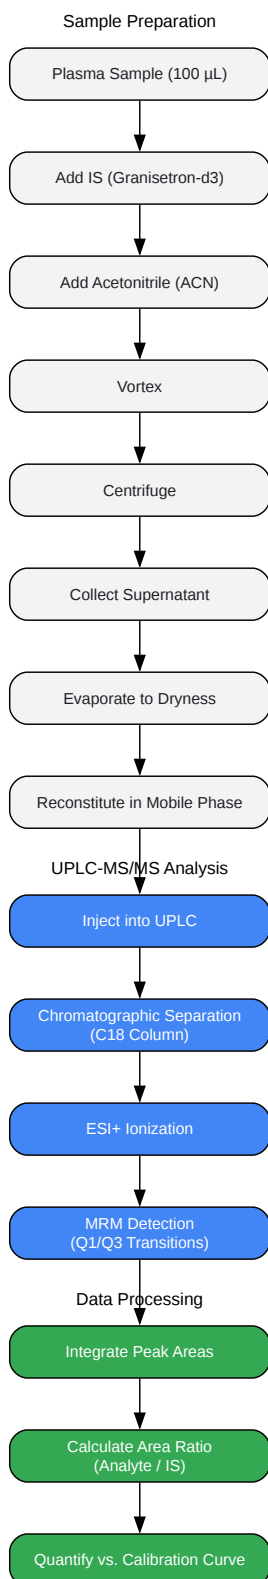 Sample Preparation
Plasma Sample (100 µL)
Add IS (Granisetron-d3)
Add Acetonitrile (ACN)
Vortex
Centrifuge
Collect Supernatant
Evaporate to Dryness
Reconstitute in Mobile Phase
UPLC-MS/MS Analysis
Inject into UPLC
Chromatographic Separation
(C18 Column)
ESI+ Ionization
MRM Detection
(Q1/Q3 Transitions)
Data Processing
Integrate Peak Areas
Calculate Area Ratio
(Analyte / IS)
Quantify vs. Calibration Curve